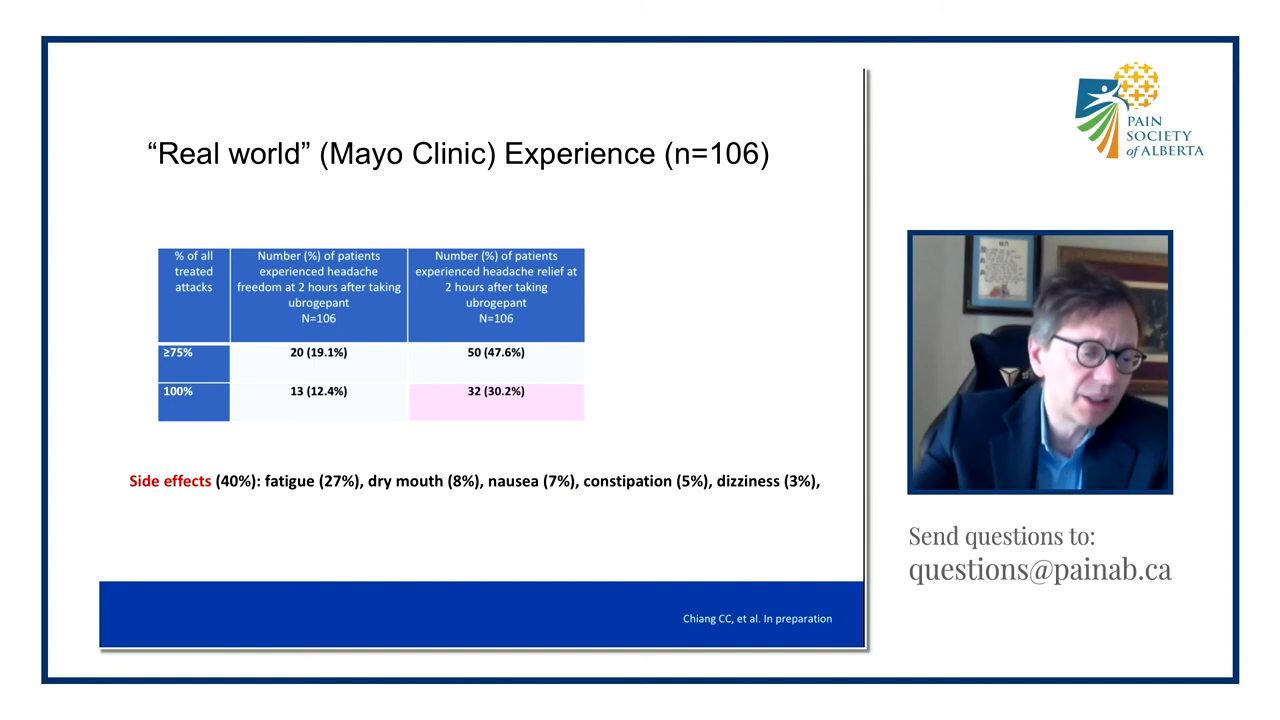 “Real world” (Mayo Clinic) Experience (n=106)
% of all
treated
attacks
Number (%) of patients
experienced headache
freedom at 2 hours after taking
ubrogepant
N=106
Number (%) of patients
experienced headache relief at
2 hours after taking
ubrogepant
N=106
≥75%
20 (19.1%)
50 (47.6%)
100%
13 (12.4%)
32 (30.2%)
Side effects (40%): fatigue (27%), dry mouth (8%), nausea (7%), constipation (5%), dizziness (3%),
Chiang CC, et al. In preparation
PAIN
SOCIETY
of ALBERTA
Send questions to:
questions@painab.ca